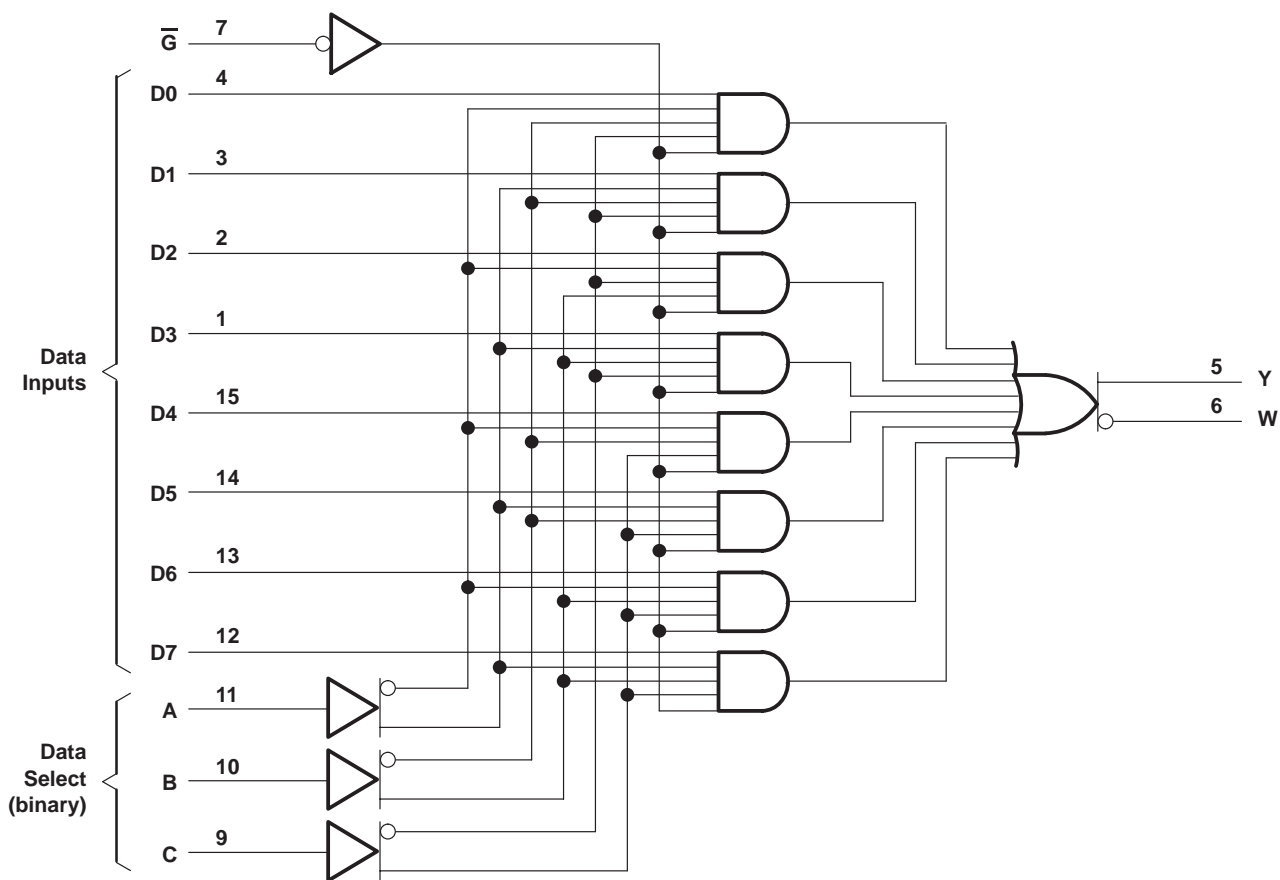 G̅ 7
D0 4
D1 3
D2 2
D3 1
Data
Inputs
D4 15
D5 14
D6 13
D7 12
A 11
Data
Select
(binary)
B 10
C 9
5 Y
6 W